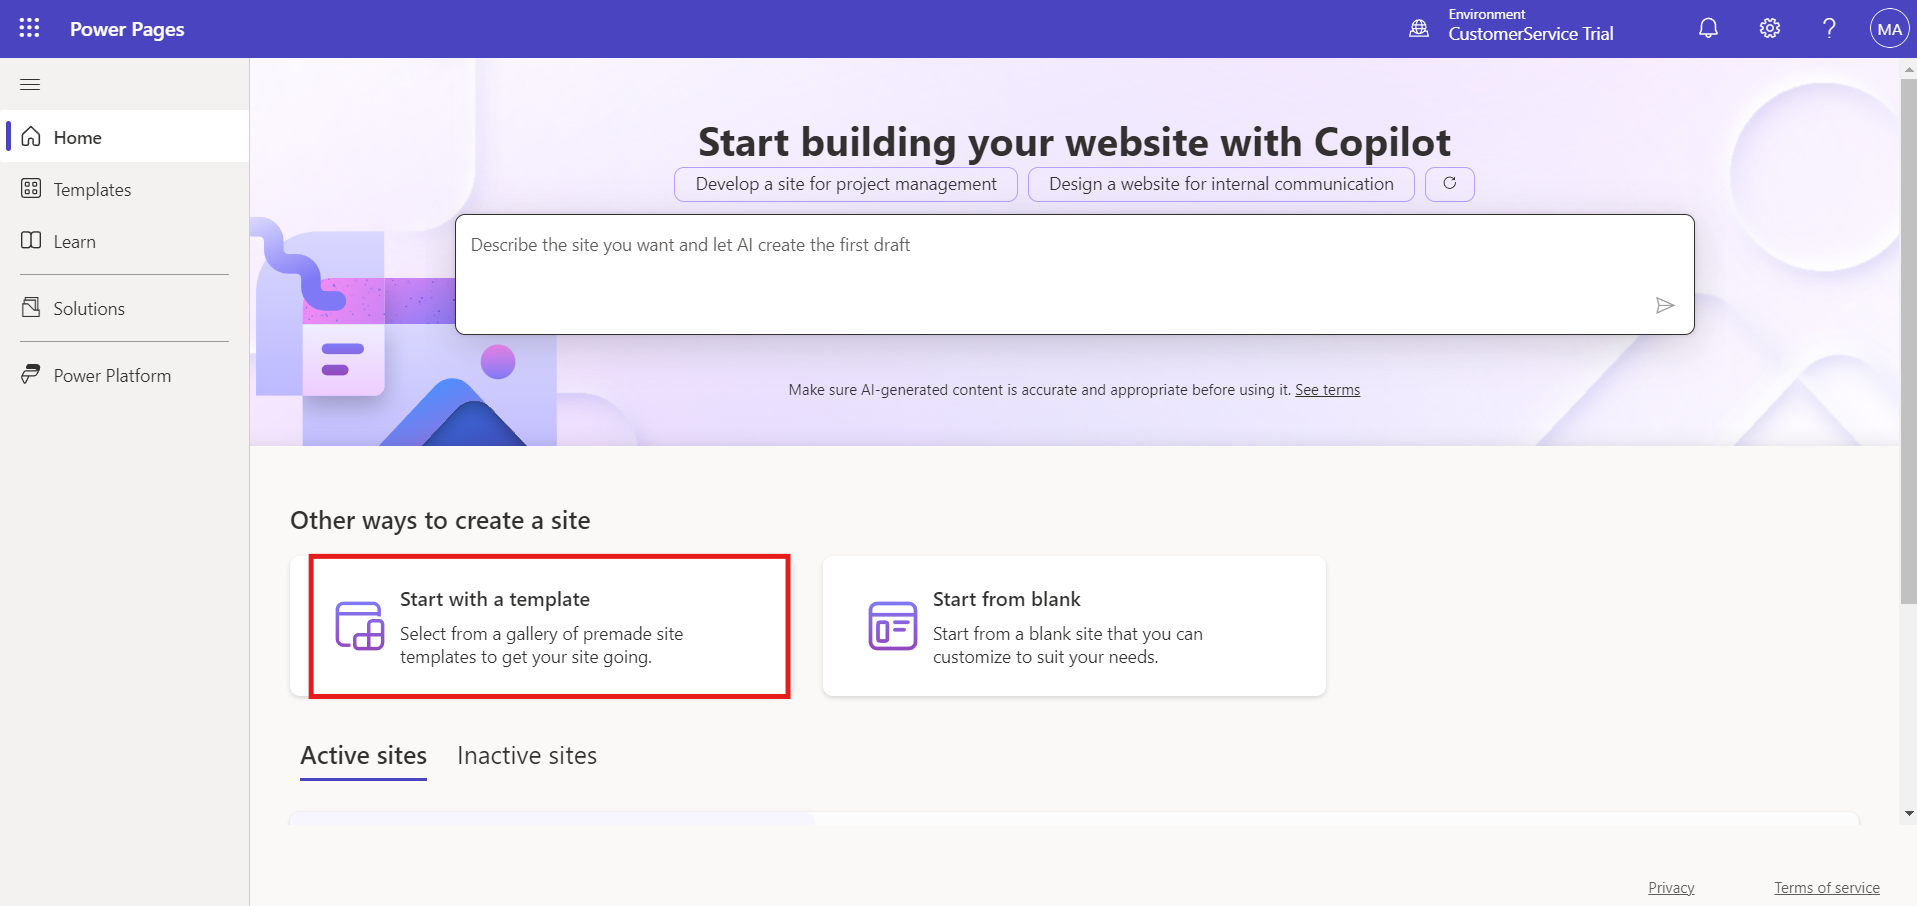 Power Pages
Environment
CustomerService Trial
MA
Home
Templates
Learn
Solutions
Power Platform
Start building your website with Copilot
Develop a site for project management
Design a website for internal communication
Describe the site you want and let AI create the first draft
Make sure AI-generated content is accurate and appropriate before using it. See terms
Other ways to create a site
Start with a template
Select from a gallery of premade site
templates to get your site going.
Start from blank
Start from a blank site that you can
customize to suit your needs.
Active sites
Inactive sites
Privacy
Terms of service